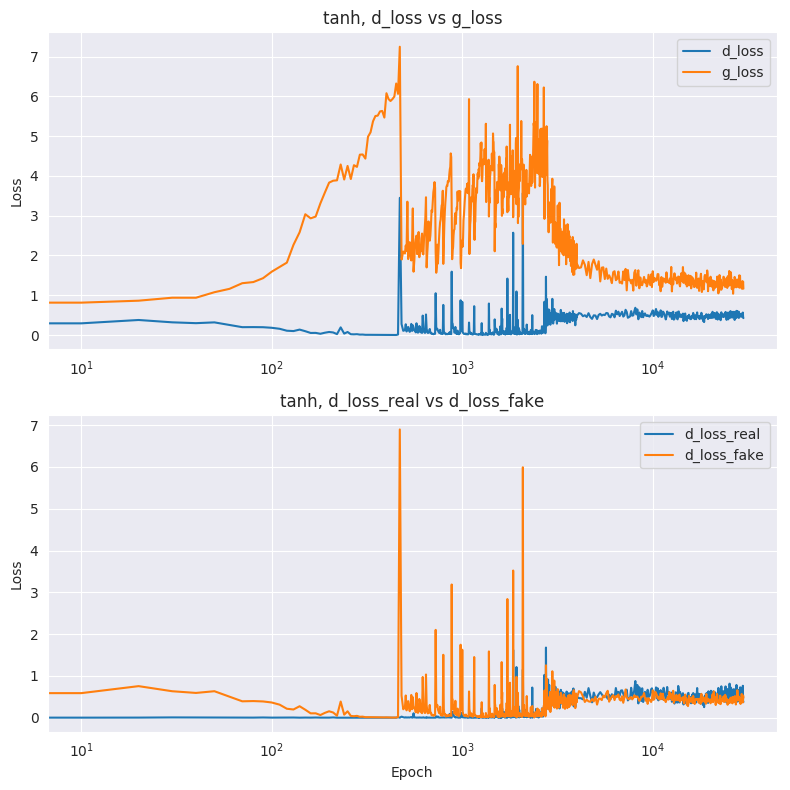 tanh, d_loss vs g_loss
d_loss
g_loss
7
6
5
4
3
2
1
0
Loss
10¹
10²
10³
10⁴
tanh, d_loss_real vs d_loss_fake
d_loss_real
d_loss_fake
7
6
5
4
3
2
1
0
Loss
10¹
10²
10³
10⁴
Epoch